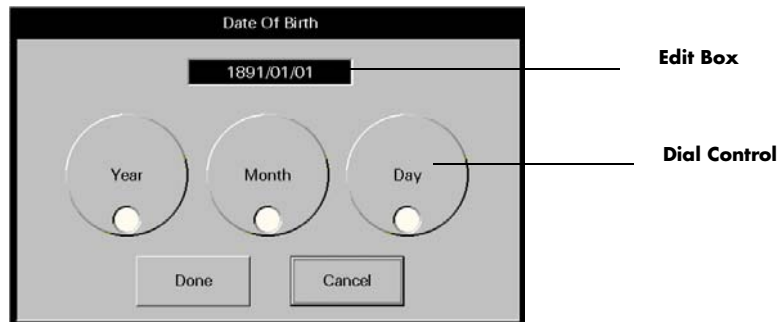 Date Of Birth
1891/01/01
Edit Box
Year
Month
Day
Dial Control
Done
Cancel